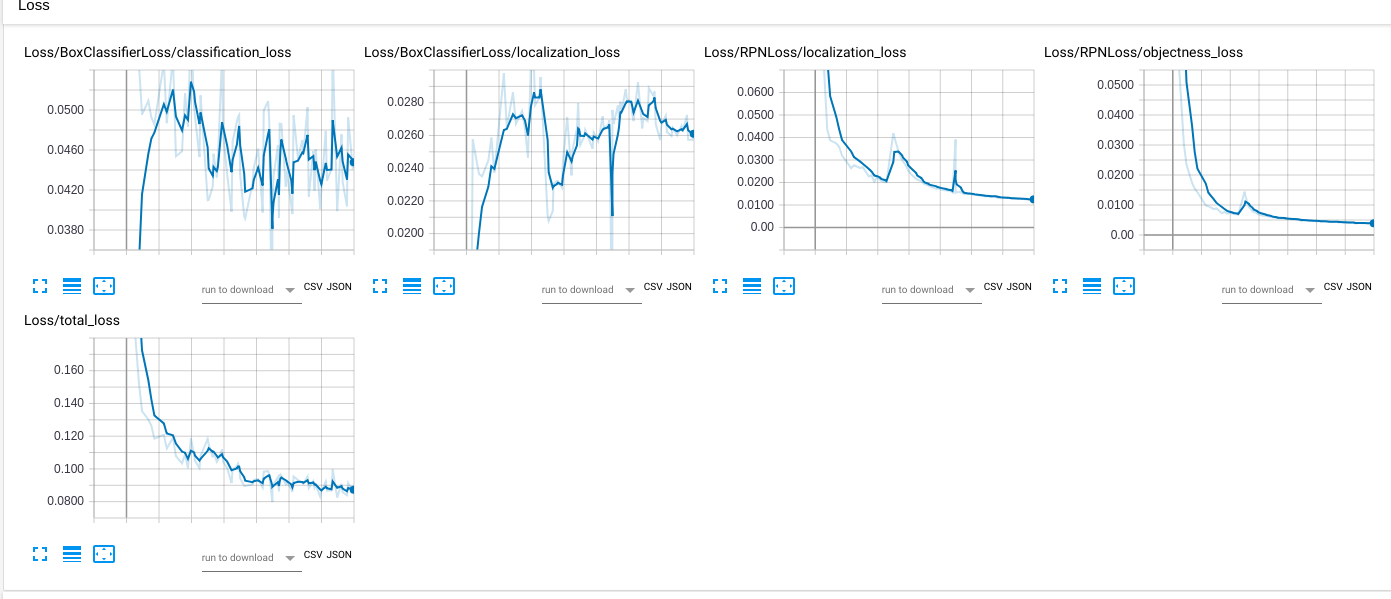 Loss
Loss/BoxClassifierLoss/classification_loss
0.0500
0.0460
0.0420
0.0380
run to download CSV JSON
Loss/BoxClassifierLoss/localization_loss
0.0280
0.0260
0.0240
0.0220
0.0200
run to download CSV JSON
Loss/RPNLoss/localization_loss
0.0600
0.0500
0.0400
0.0300
0.0200
0.0100
0.00
run to download CSV JSON
Loss/RPNLoss/objectness_loss
0.0500
0.0400
0.0300
0.0200
0.0100
0.00
run to download CSV JSON
Loss/total_loss
0.160
0.140
0.120
0.100
0.0800
run to download CSV JSON